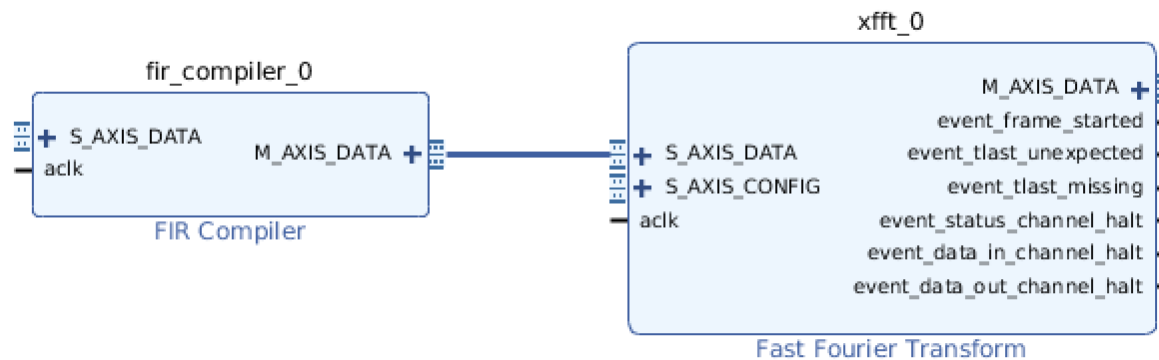 fir_compiler_0
S_AXIS_DATA
aclk
M_AXIS_DATA
FIR Compiler
xfft_0
S_AXIS_DATA
S_AXIS_CONFIG
aclk
M_AXIS_DATA
event_frame_started
event_tlast_unexpected
event_tlast_missing
event_status_channel_halt
event_data_in_channel_halt
event_data_out_channel_halt
Fast Fourier Transform